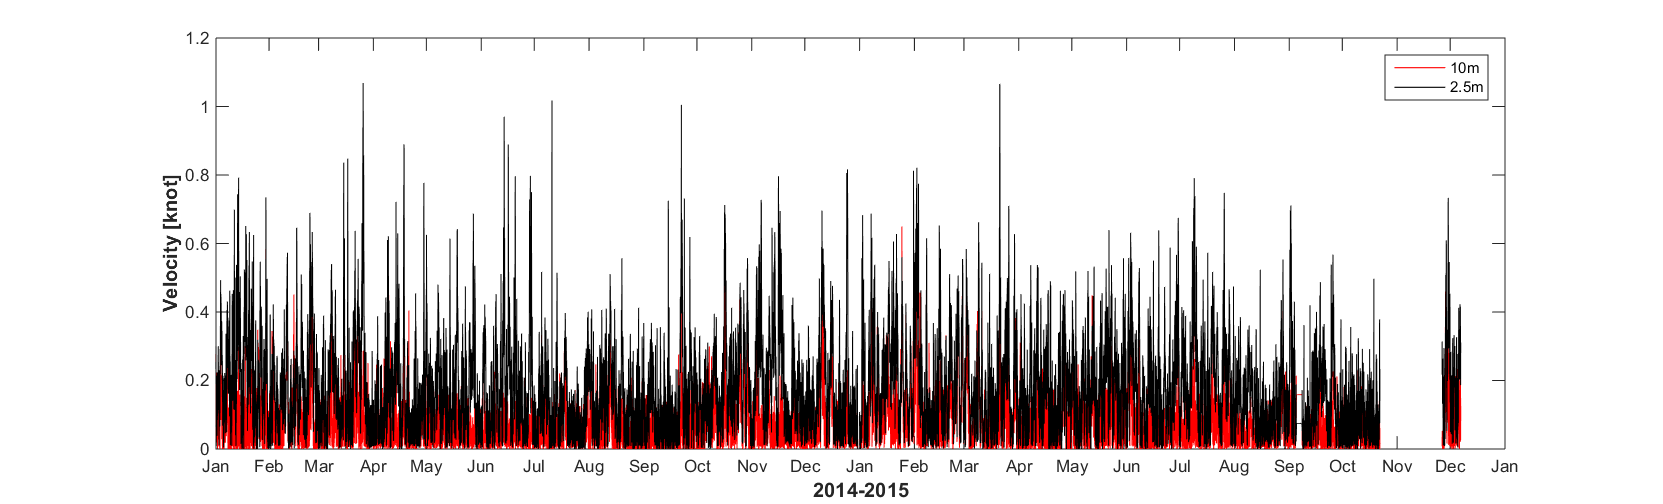 1.2
1
0.8
0.6
0.4
0.2
0
Velocity [knot]
10m
2.5m
Jan Feb Mar Apr May Jun Jul Aug Sep Oct Nov Dec Jan Feb Mar Apr May Jun Jul Aug Sep Oct Nov Dec Jan
2014-2015